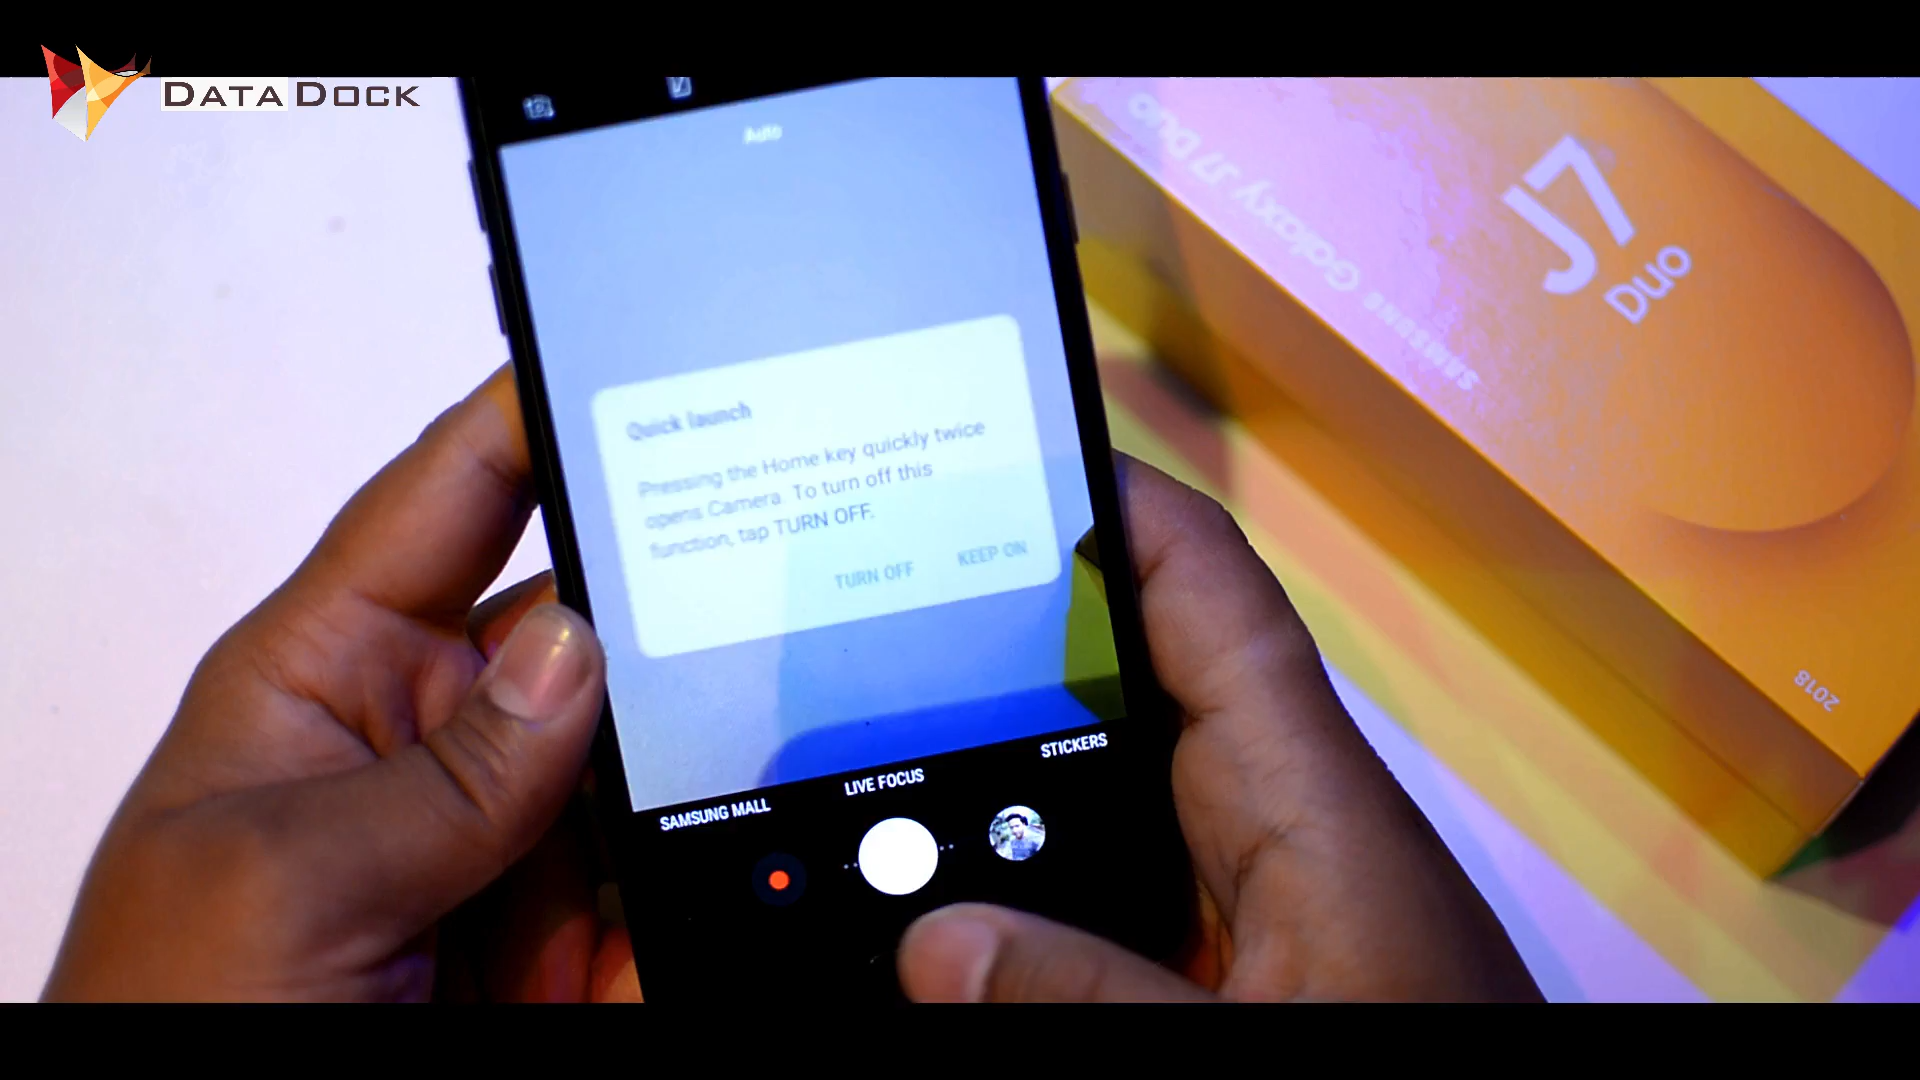 DATA DOCK
Auto
Quick launch
Pressing the Home key quickly twice
opens Camera. To turn off this
function, tap TURN OFF.
TURN OFF
KEEP ON
SAMSUNG MALL
LIVE FOCUS
STICKERS
J7
DUO
SAMSUNG Galaxy J7 Duo
2018